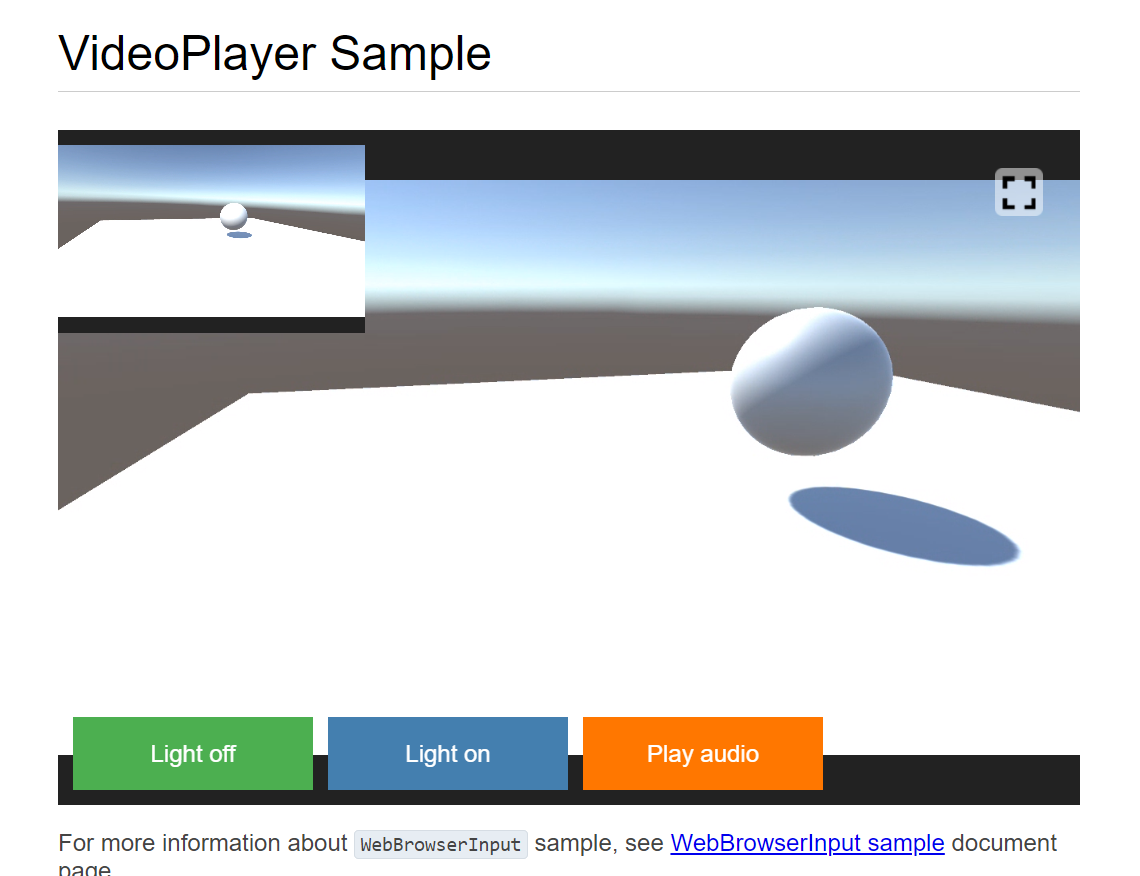 VideoPlayer Sample
Light off
Light on
Play audio
For more information about WebBrowserInput sample, see WebBrowserInput sample document
page